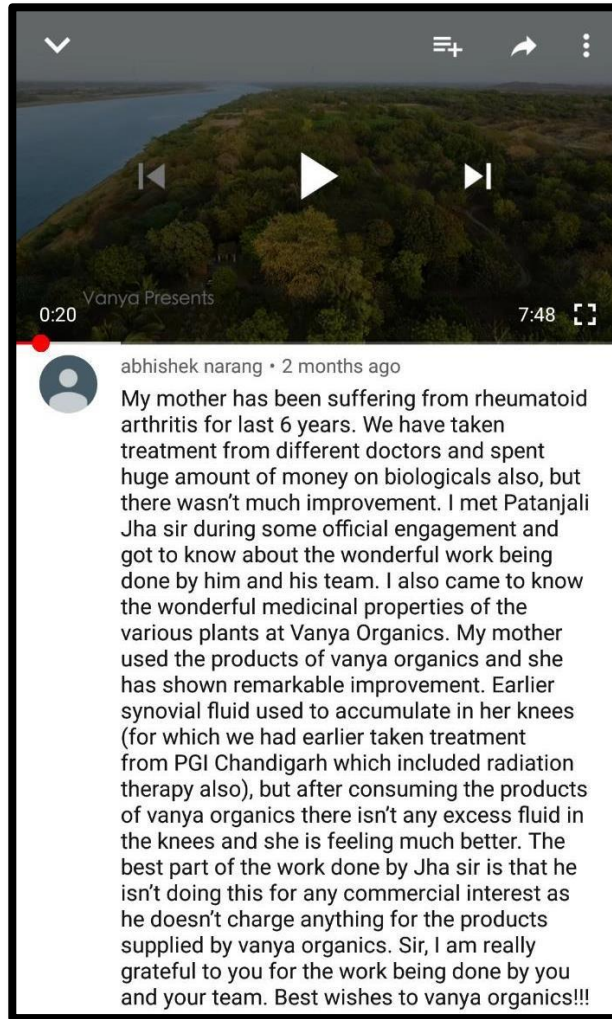 Vanya Presents
0:20
7:48
abhishek narang • 2 months ago
My mother has been suffering from rheumatoid
arthritis for last 6 years. We have taken
treatment from different doctors and spent
huge amount of money on biologicals also, but
there wasn't much improvement. I met Patanjali
Jha sir during some official engagement and
got to know about the wonderful work being
done by him and his team. I also came to know
the wonderful medicinal properties of the
various plants at Vanya Organics. My mother
used the products of vanya organics and she
has shown remarkable improvement. Earlier
synovial fluid used to accumulate in her knees
(for which we had earlier taken treatment
from PGI Chandigarh which included radiation
therapy also), but after consuming the products
of vanya organics there isn't any excess fluid in
the knees and she is feeling much better. The
best part of the work done by Jha sir is that he
isn't doing this for any commercial interest as
he doesn't charge anything for the products
supplied by vanya organics. Sir, I am really
grateful to you for the work being done by you
and your team. Best wishes to vanya organics!!!